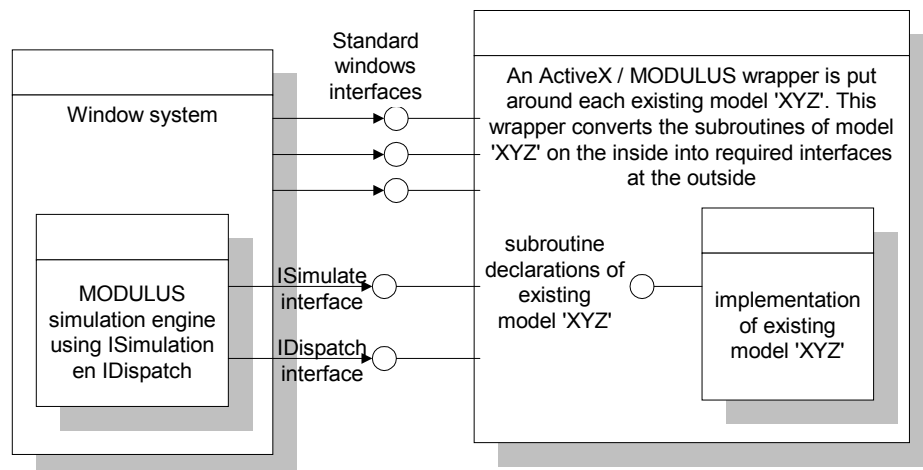 Window system
MODULUS
simulation engine
using ISimulation
en IDispatch
Standard
windows
interfaces
ISimulate
interface
IDispatch
interface
An ActiveX / MODULUS wrapper is put
around each existing model 'XYZ'. This
wrapper converts the subroutines of model
'XYZ' on the inside into required interfaces
at the outside
subroutine
declarations of
existing
model 'XYZ'
implementation
of existing
model 'XYZ'